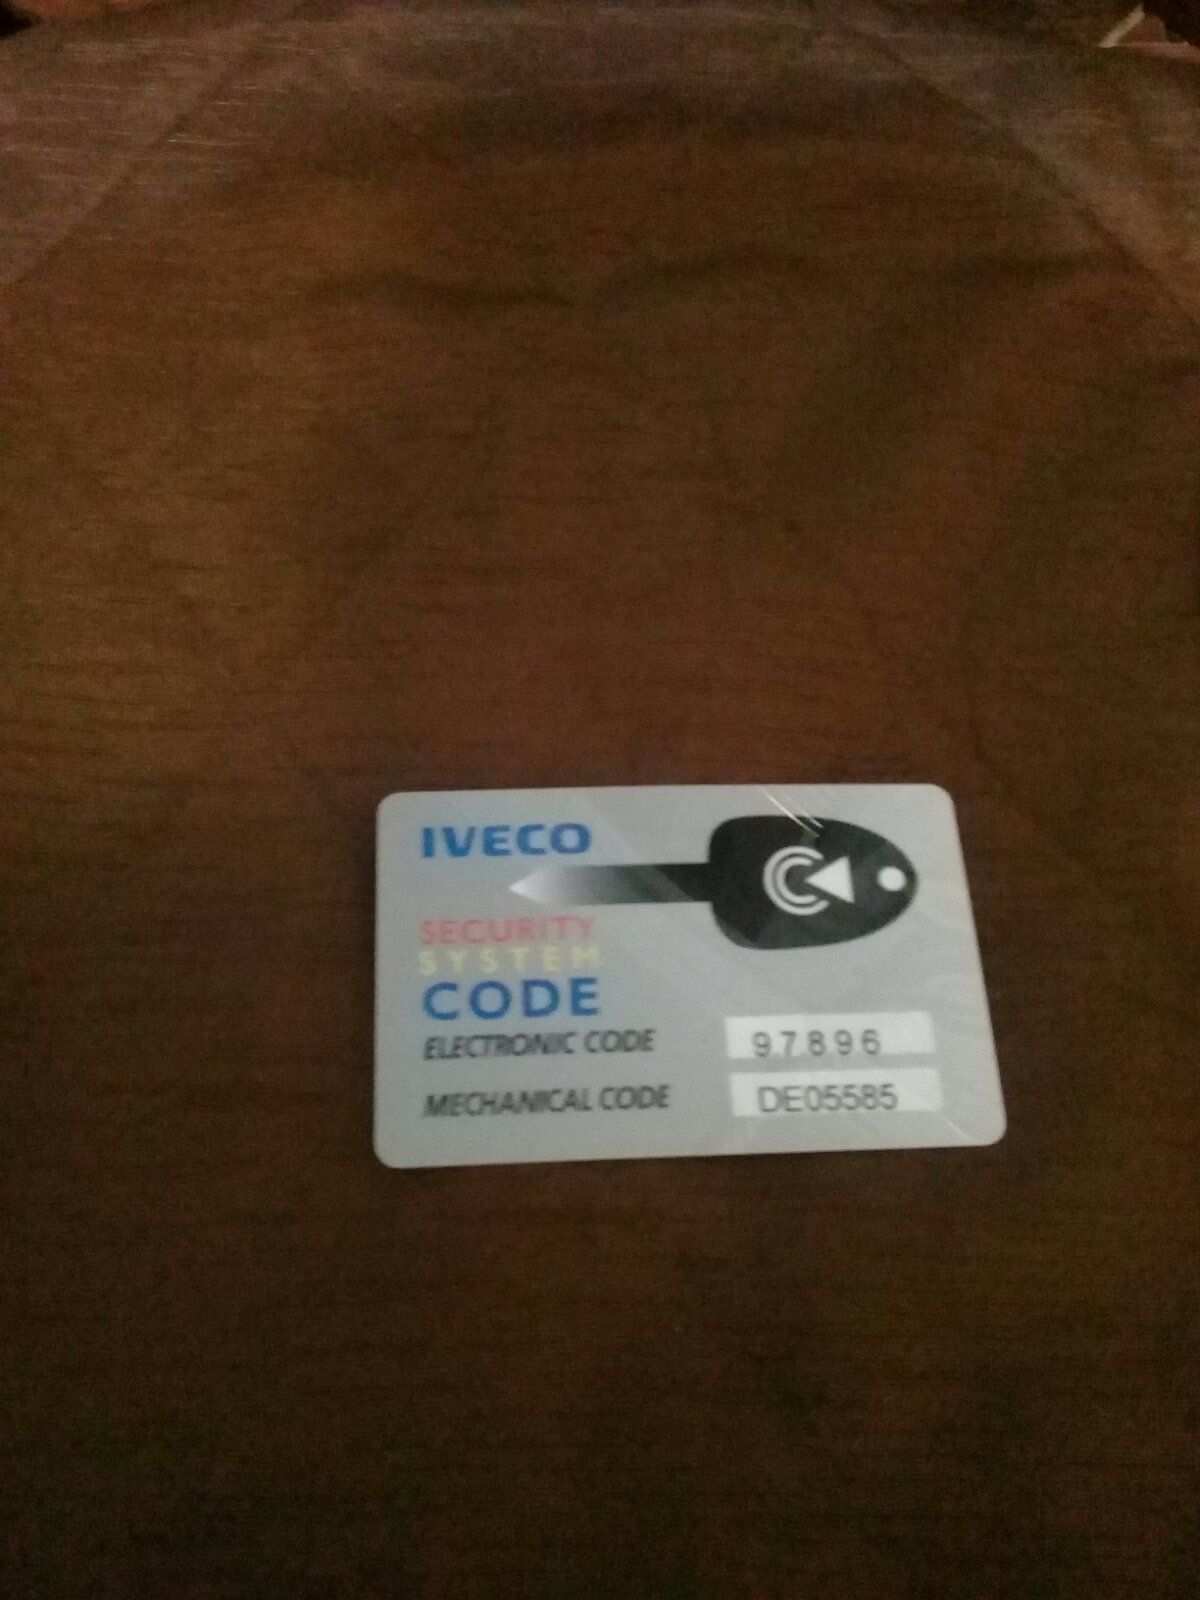 IVECO
SECURITY
SYSTEM
CODE
ELECTRONIC CODE 97896
MECHANICAL CODE DE05585